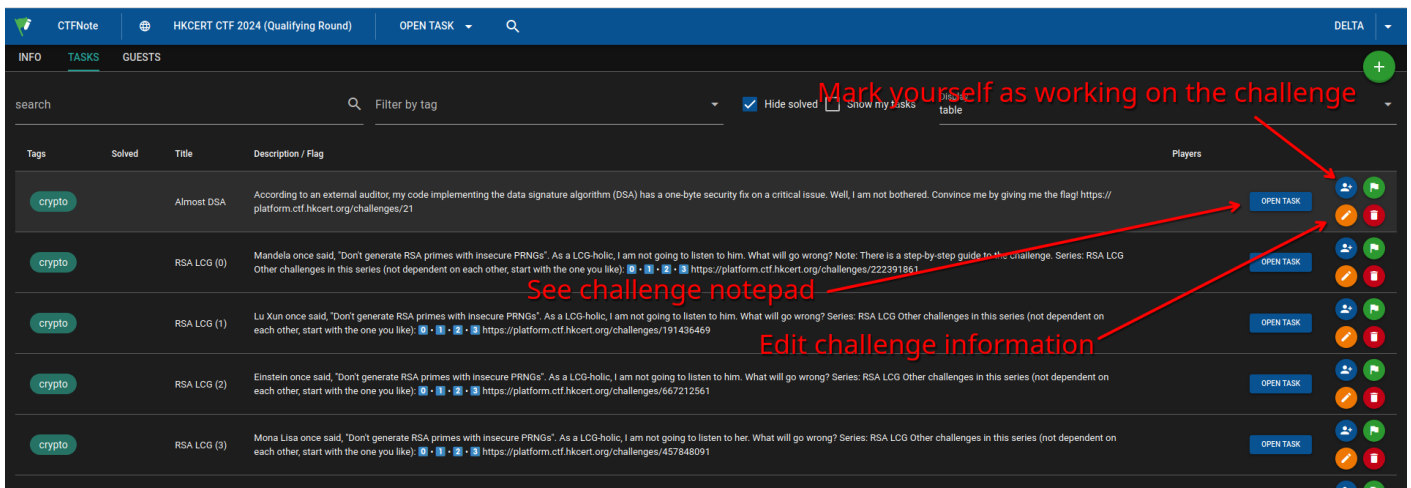 CTFNote HKCERT CTF 2024 (Qualifying Round) OPEN TASK DELTA
INFO TASKS GUESTS
Mark yourself as working on the challenge
search Filter by tag Hide solved Show my tasks Display
table
Tags Solved Title Description / Flag Players
crypto Almost DSA
According to an external auditor, my code implementing the data signature algorithm (DSA) has a one-byte security fix on a critical issue. Well, I am not bothered. Convince me by giving me the flag! https://
platform.ctf.hkcert.org/challenges/21
OPEN TASK
crypto RSA LCG (0)
Mandela once said, "Don't generate RSA primes with insecure PRNGs". As a LCG-holic, I am not going to listen to him. What will go wrong? Note: There is a step-by-step guide to the challenge. Series: RSA LCG
Other challenges in this series (not dependent on each other, start with the one you like): 0 • 1 • 2 • 3 https://platform.ctf.hkcert.org/challenges/222391861
OPEN TASK
See challenge notepad
crypto RSA LCG (1)
Lu Xun once said, "Don't generate RSA primes with insecure PRNGs". As a LCG-holic, I am not going to listen to him. What will go wrong? Series: RSA LCG Other challenges in this series (not dependent on
each other, start with the one you like): 0 • 1 • 2 • 3 https://platform.ctf.hkcert.org/challenges/191436469
OPEN TASK
Edit challenge information
crypto RSA LCG (2)
Einstein once said, "Don't generate RSA primes with insecure PRNGs". As a LCG-holic, I am not going to listen to him. What will go wrong? Series: RSA LCG Other challenges in this series (not dependent on
each other, start with the one you like): 0 • 1 • 2 • 3 https://platform.ctf.hkcert.org/challenges/667212561
OPEN TASK
crypto RSA LCG (3)
Mona Lisa once said, "Don't generate RSA primes with insecure PRNGs". As a LCG-holic, I am not going to listen to her. What will go wrong? Series: RSA LCG Other challenges in this series (not dependent on
each other, start with the one you like): 0 • 1 • 2 • 3 https://platform.ctf.hkcert.org/challenges/457848091
OPEN TASK